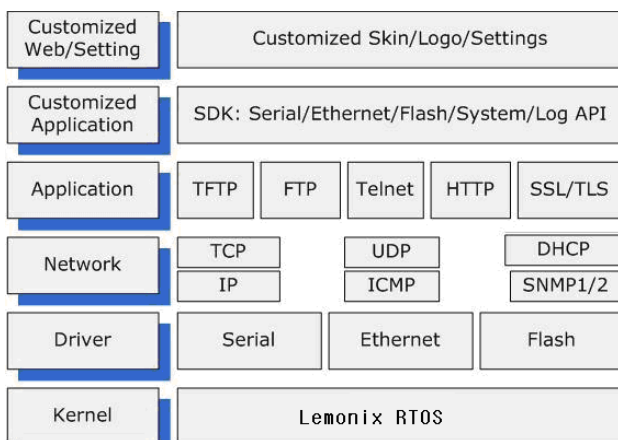 Customized
Web/Setting
Customized Skin/Logo/Settings
Customized
Application
SDK: Serial/Ethernet/Flash/System/Log API
Application
TFTP
FTP
Telnet
HTTP
SSL/TLS
Network
TCP
UDP
DHCP
IP
ICMP
SNMP1/2
Driver
Serial
Ethernet
Flash
Kernel
Lemonix RTOS